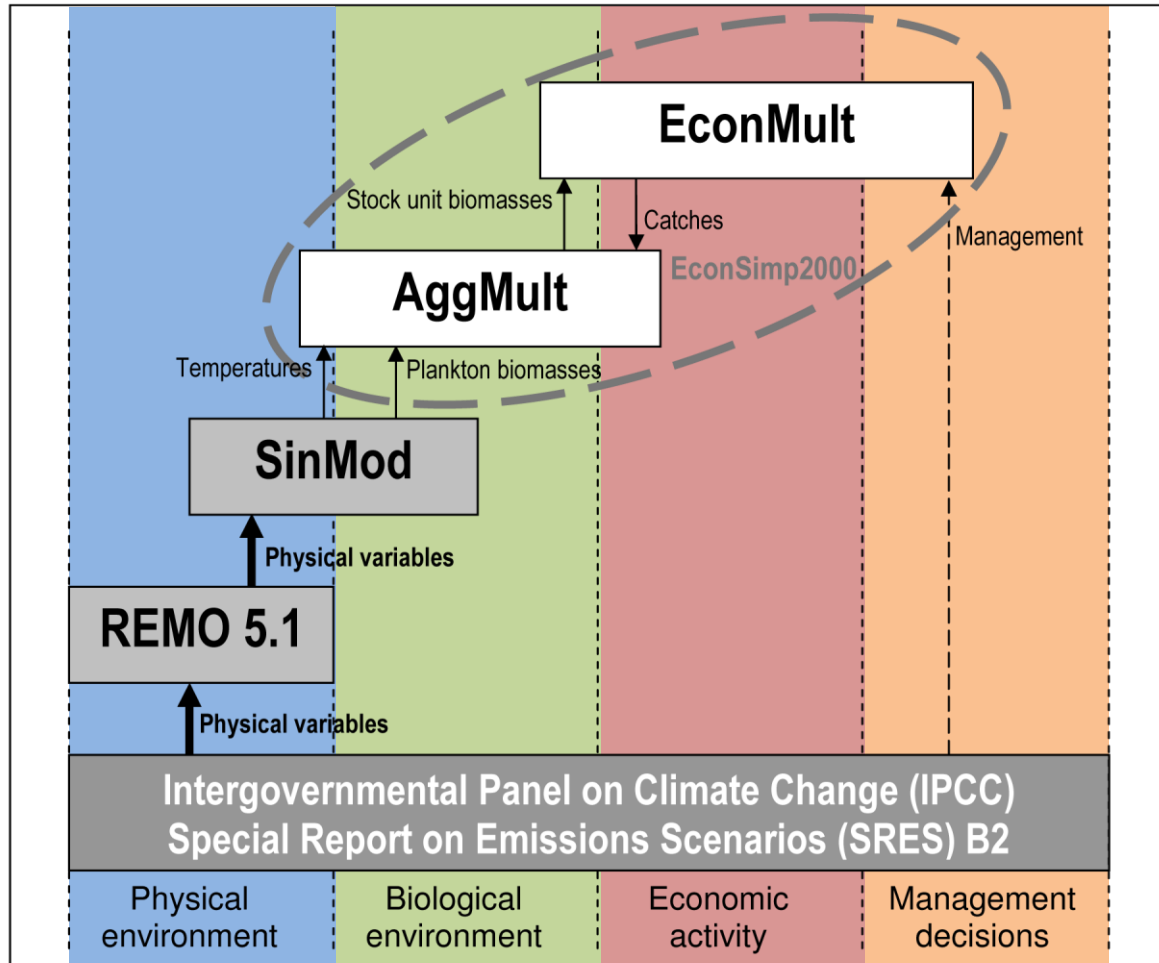 EconMult
Stock unit biomasses
Catches
Management
EconSimp2000
AggMult
Temperatures
Plankton biomasses
SinMod
Physical variables
REMO 5.1
Physical variables
Intergovernmental Panel on Climate Change (IPCC)
Special Report on Emissions Scenarios (SRES) B2
Physical
environment
Biological
environment
Economic
activity
Management
decisions